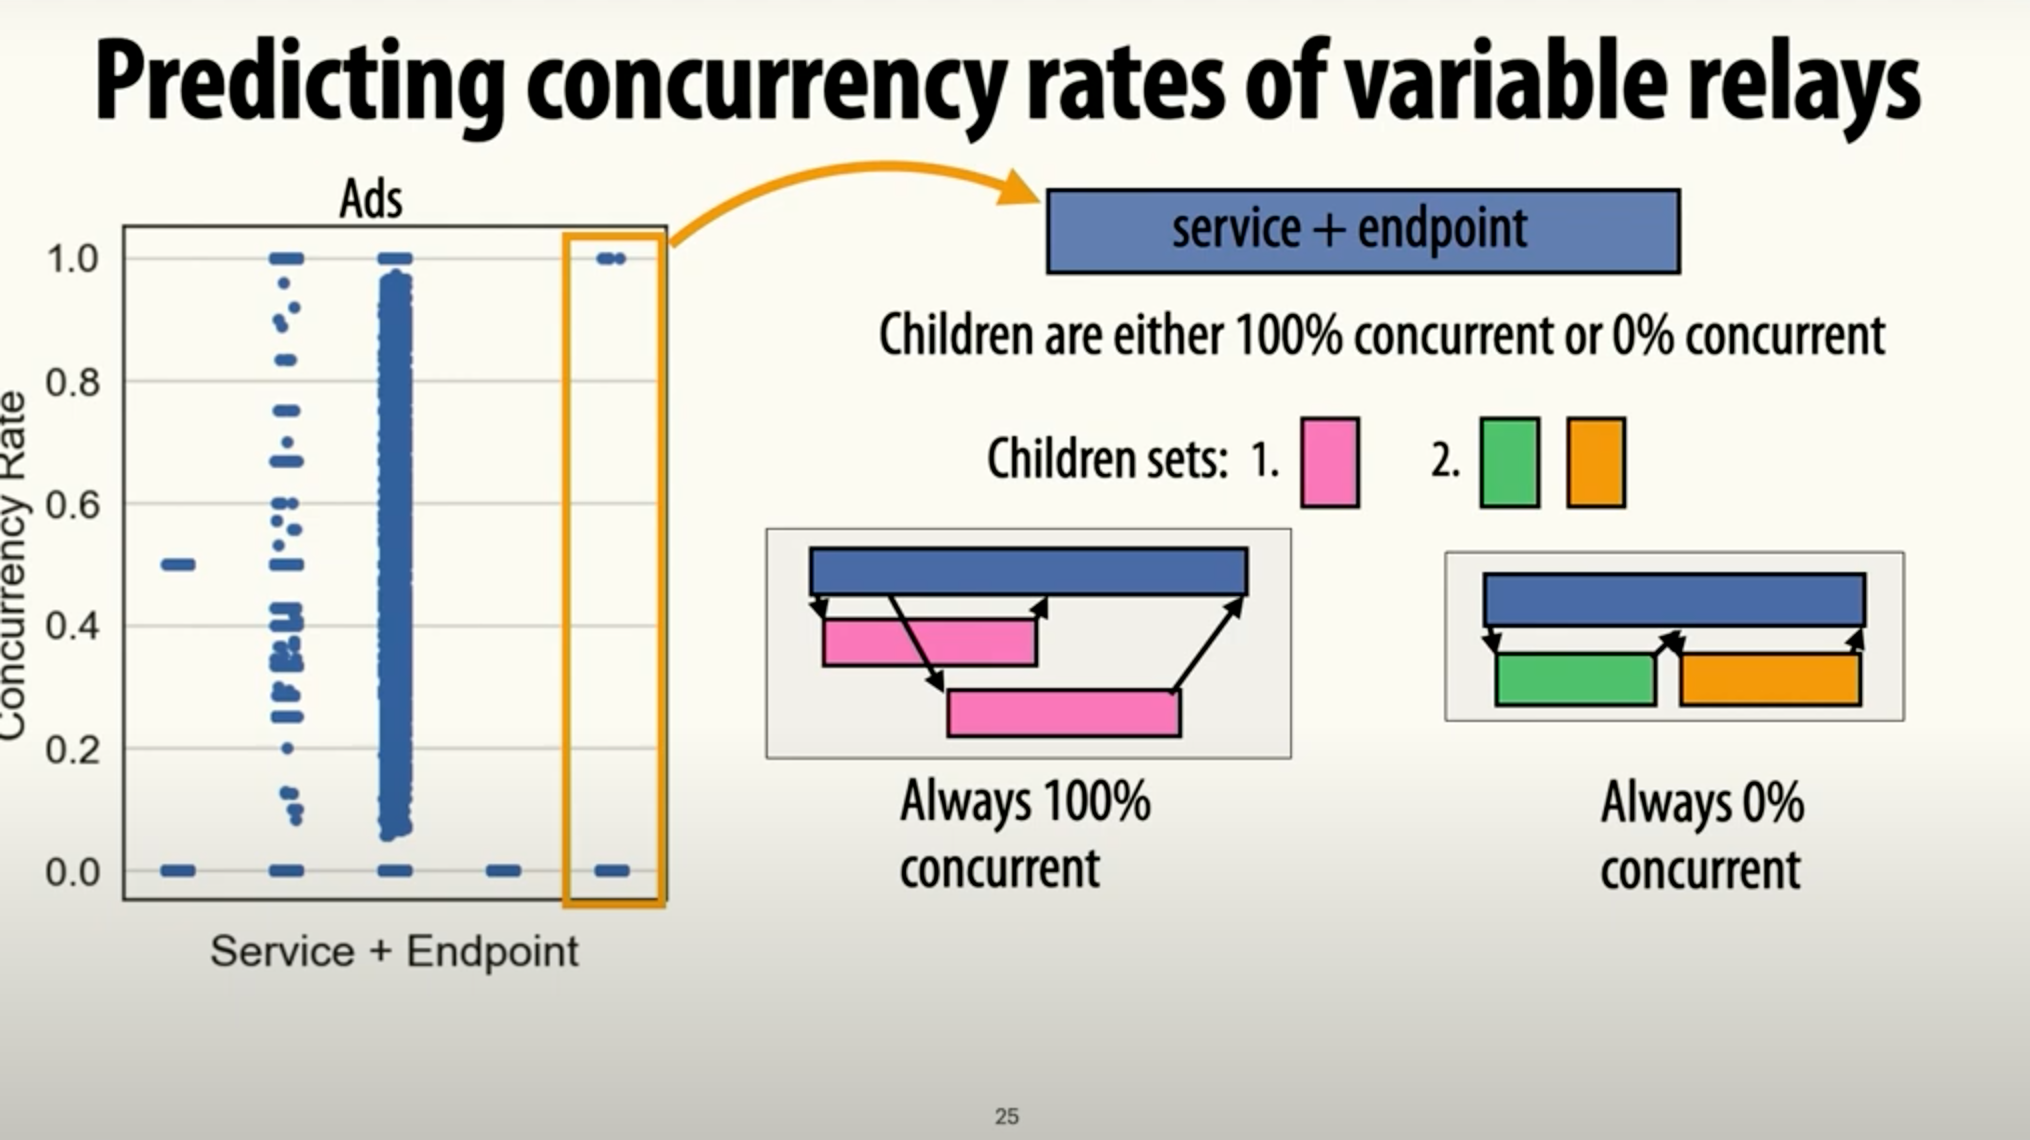 Predicting concurrency rates of variable relays
Ads
1.0
0.8
0.6
0.4
0.2
0.0
Concurrency Rate
Service + Endpoint
service + endpoint
Children are either 100% concurrent or 0% concurrent
Children sets: 1.
2.
Always 100%
concurrent
Always 0%
concurrent
25